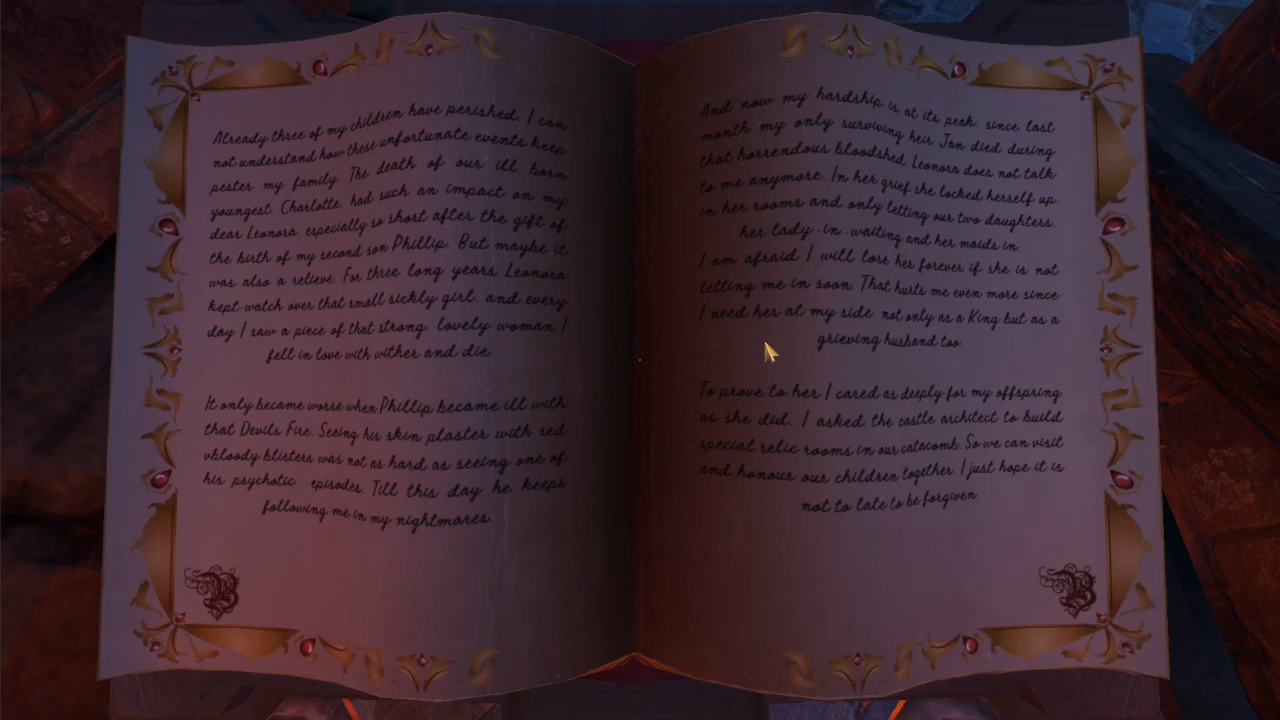 Already three of my children have perished. I can
not understand how these unfortunate events keep
pester my family. The death of our ill born
youngest. Charlotte. had such an impact on my
dear Leonora. especially so short after the gift of
the birth of my second son Phillip. But maybe it
was also a relieve. For three long years Leonora
kept watch over that small sickly girl. and every
day I saw a piece of that strong. lovely woman I
fell in love with wither and die.
It only became worse when Phillip became ill with
that Devils Fire. Seeing his skin plaster with red
vbloody blisters was not as hard as seeing one of
his psychotic episodes. Till this day he keeps
following me in my nightmares.
And now my hardship is at its peak. since last
month my only surviving heir Jan died during
that horrendous bloodshed. Leonora does not talk
to me anymore. In her grief she locked herself up
in her rooms and only letting our two daughters.
her lady . in . waiting and her maids in.
I am afraid I will lose her forever if she is not
letting me in soon. That hurts me even more since
I need her at my side. not only as a King but as a
grieving husband too.
To prove to her I cared as deeply for my offspring
as she did. I asked the castle architect to build
special relic rooms in our catacomb. So we can visit
and honour our children together. I just hope it is
not to late to be forgiven.